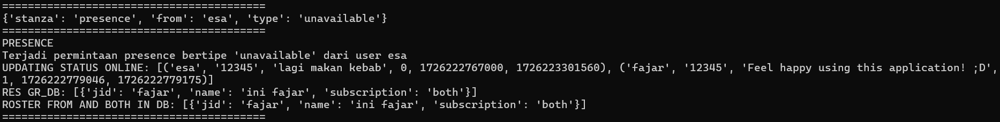 =========================================
{'stanza': 'presence', 'from': 'esa', 'type': 'unavailable'}
=========================================
PRESENCE
Terjadi permintaan presence bertipe 'unavailable' dari user esa
UPDATING STATUS ONLINE: [('esa', '12345', 'lagi makan kebab', 0, 1726222767000, 1726223301560), ('fajar', '12345', 'Feel happy using this application! ;D',
1, 1726222779046, 1726222779175)]
RES GR_DB: [{'jid': 'fajar', 'name': 'ini fajar', 'subscription': 'both'}]
ROSTER FROM AND BOTH IN DB: [{'jid': 'fajar', 'name': 'ini fajar', 'subscription': 'both'}]
=========================================